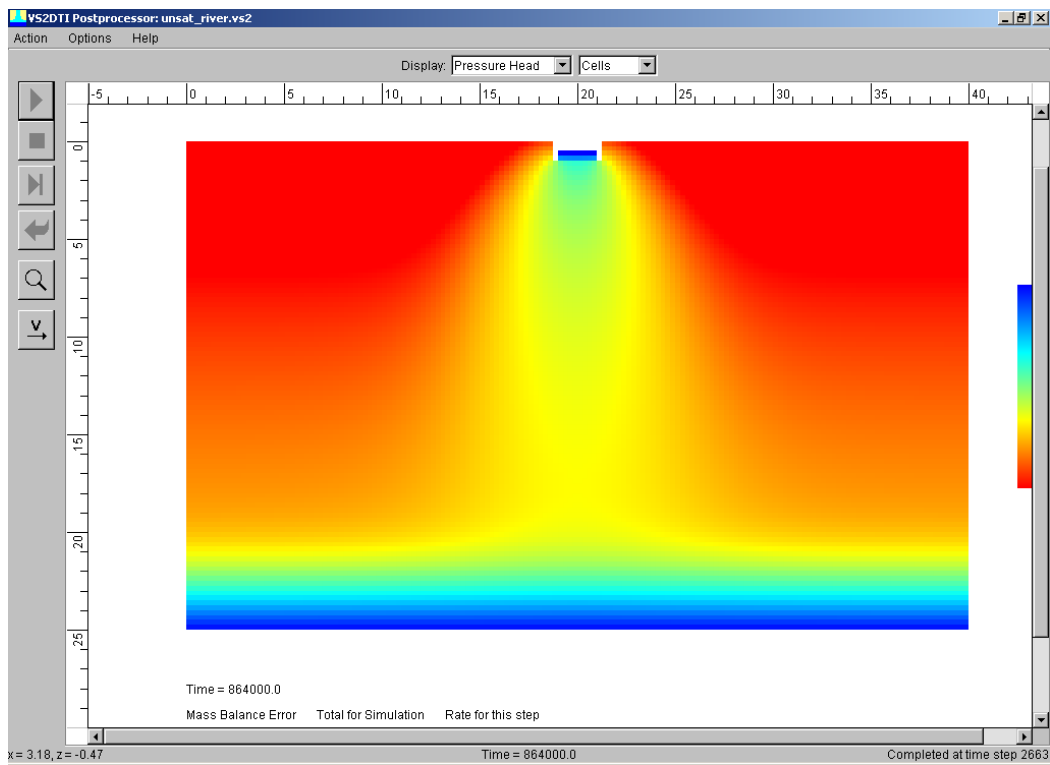 VS2DTI Postprocessor: unsat_river.vs2
Action Options Help
Display: Pressure Head Cells
-5 0 5 10 15 20 25 30 35 40
0
5
10
15
20
25
V
Time = 864000.0
Mass Balance Error Total for Simulation Rate for this step
x = 3.18, z = -0.47 Time = 864000.0 Completed at time step 2663